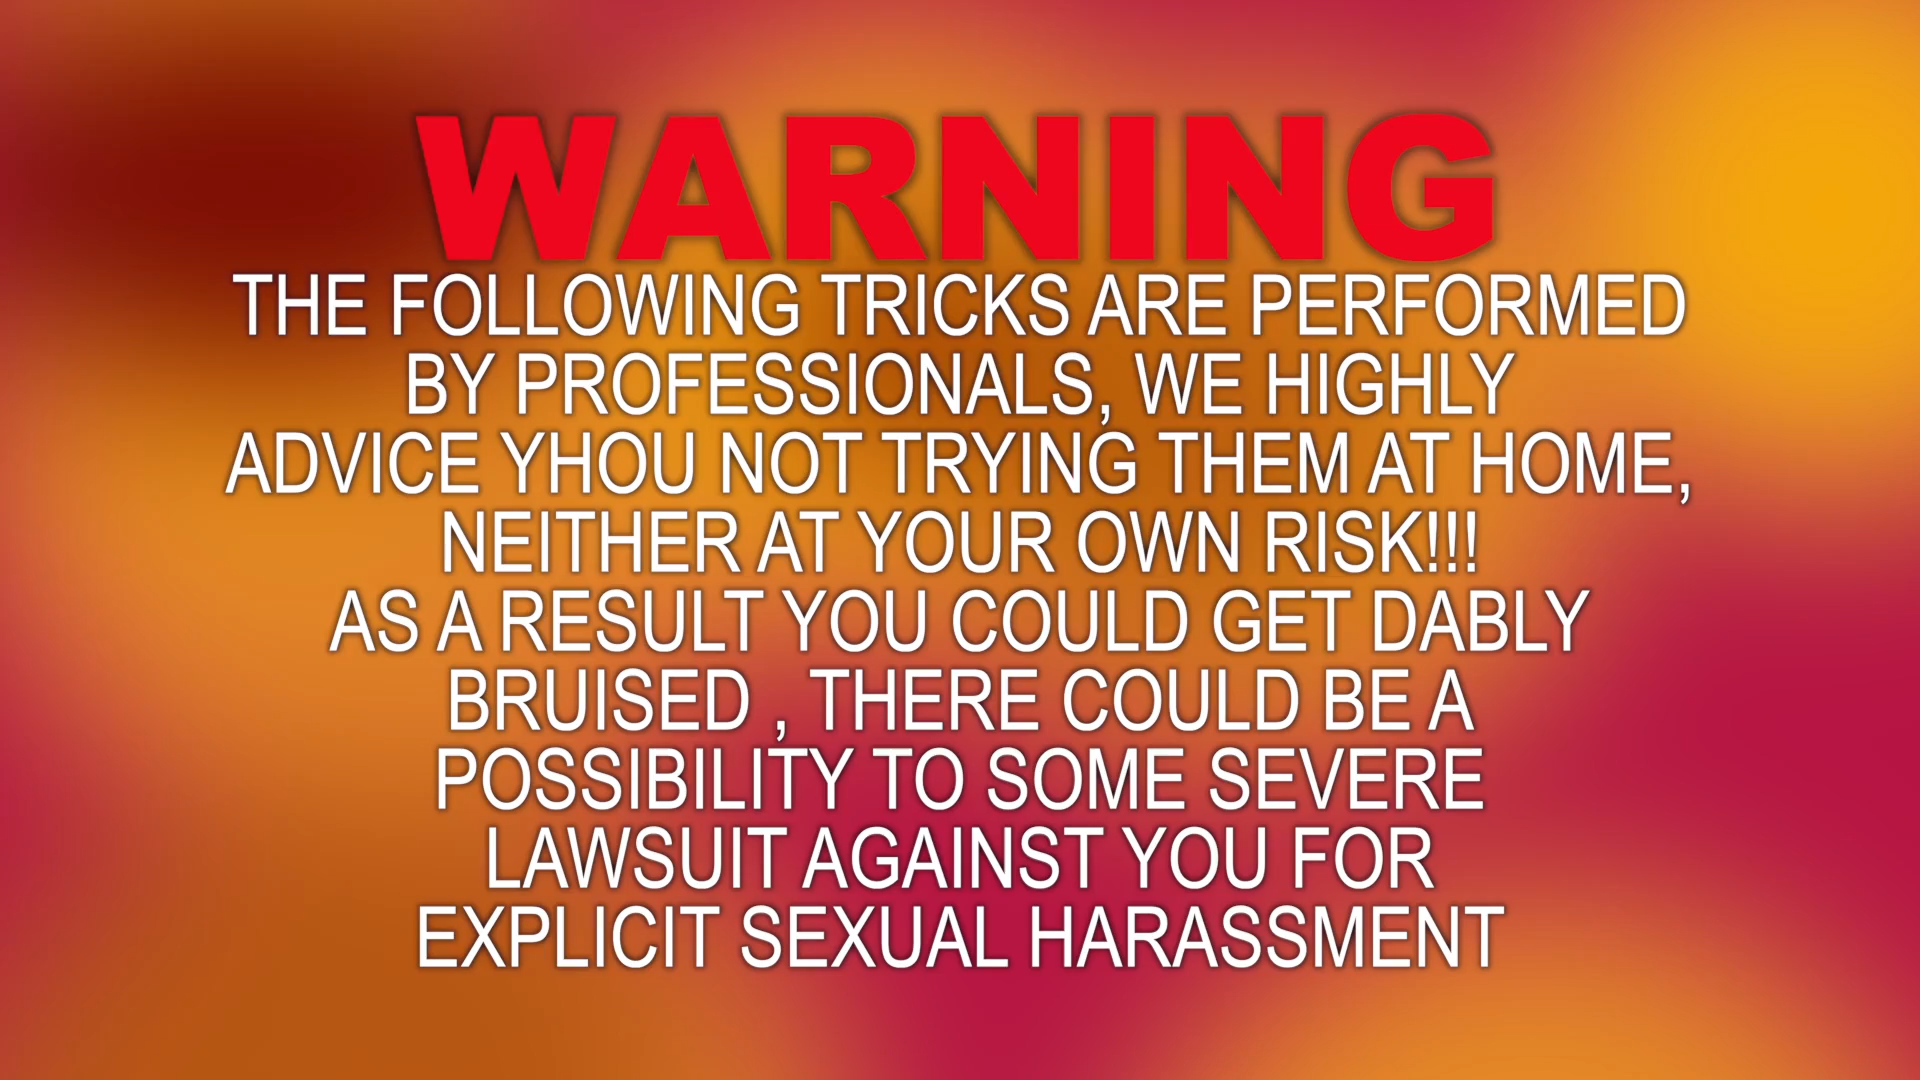 WARNING
THE FOLLOWING TRICKS ARE PERFORMED
BY PROFESSIONALS, WE HIGHLY
ADVICE YHOU NOT TRYING THEM AT HOME,
NEITHER AT YOUR OWN RISK!!!
AS A RESULT YOU COULD GET DABLY
BRUISED , THERE COULD BE A
POSSIBILITY TO SOME SEVERE
LAWSUIT AGAINST YOU FOR
EXPLICIT SEXUAL HARASSMENT